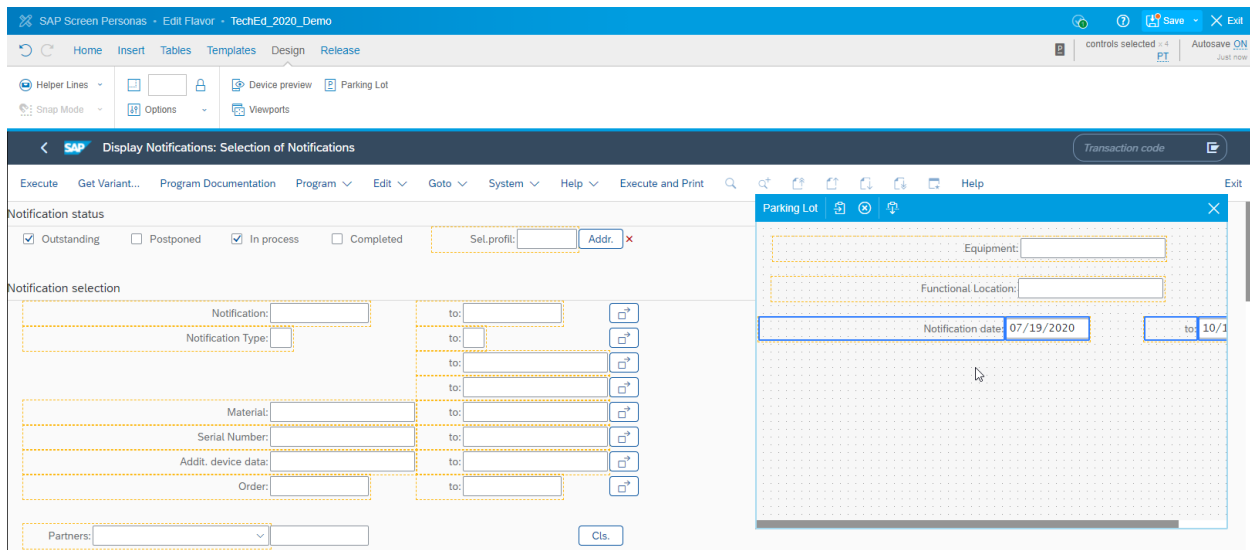 SAP Screen Personas • Edit Flavor • TechEd_2020_Demo
Save
Exit
Home Insert Tables Templates Design Release
P
controls selected × 4
PT
Autosave ON
Just now
Helper Lines
Device preview
P Parking Lot
Snap Mode
Options
Viewports
SAP Display Notifications: Selection of Notifications
Transaction code
Execute Get Variant... Program Documentation Program Edit Goto System Help Execute and Print Help Exit
Notification status
Outstanding Postponed In process Completed Sel.profil: Addr.
Notification selection
Notification: to:
Notification Type: to:
to:
to:
Material: to:
Serial Number: to:
Addit. device data: to:
Order: to:
Partners: Cls.
Parking Lot
Equipment:
Functional Location:
Notification date: 07/19/2020 to: 10/1